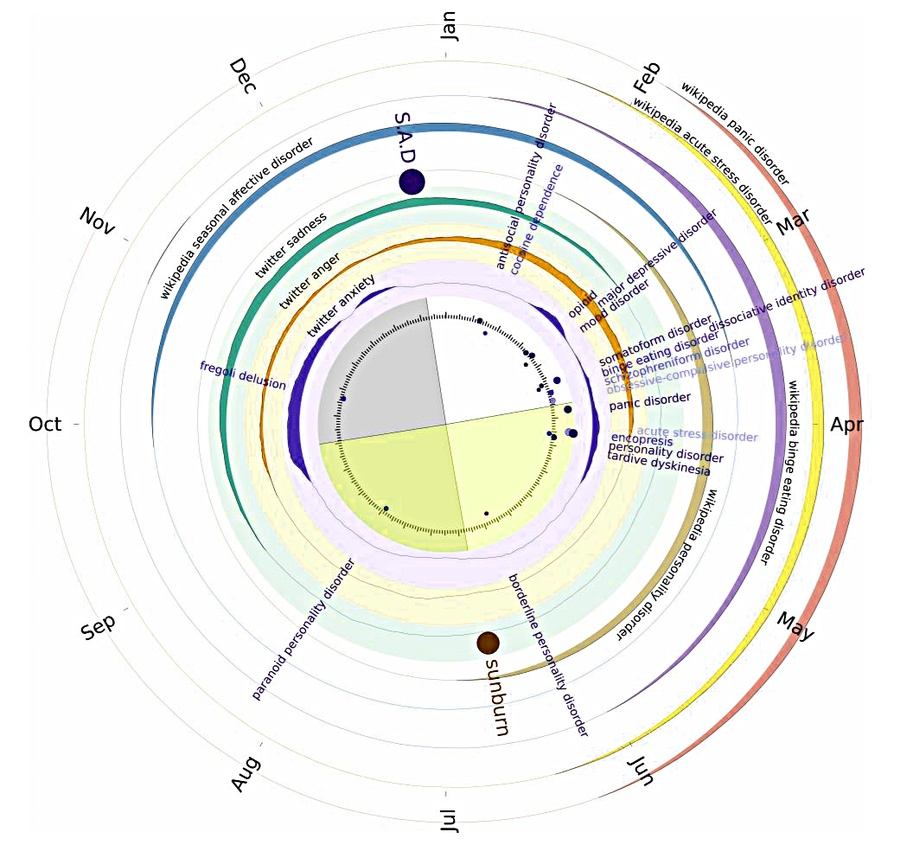 Jan
Feb
Mar
Apr
May
Jun
Jul
Aug
Sep
Oct
Nov
Dec
wikipedia panic disorder
wikipedia acute stress disorder
wikipedia binge eating disorder
wikipedia personality disorder
wikipedia seasonal affective disorder
twitter sadness
twitter anger
twitter anxiety
S.A.D
antisocial personality disorder
cocaine dependence
opioid
major depressive disorder
mood disorder
somatoform disorder
dissociative identity disorder
binge eating disorder
schizophreniform disorder
obsessive-compulsive personality disorder
panic disorder
acute stress disorder
encopresis
personality disorder
tardive dyskinesia
borderline personality disorder
sunburn
paranoid personality disorder
fregoli delusion